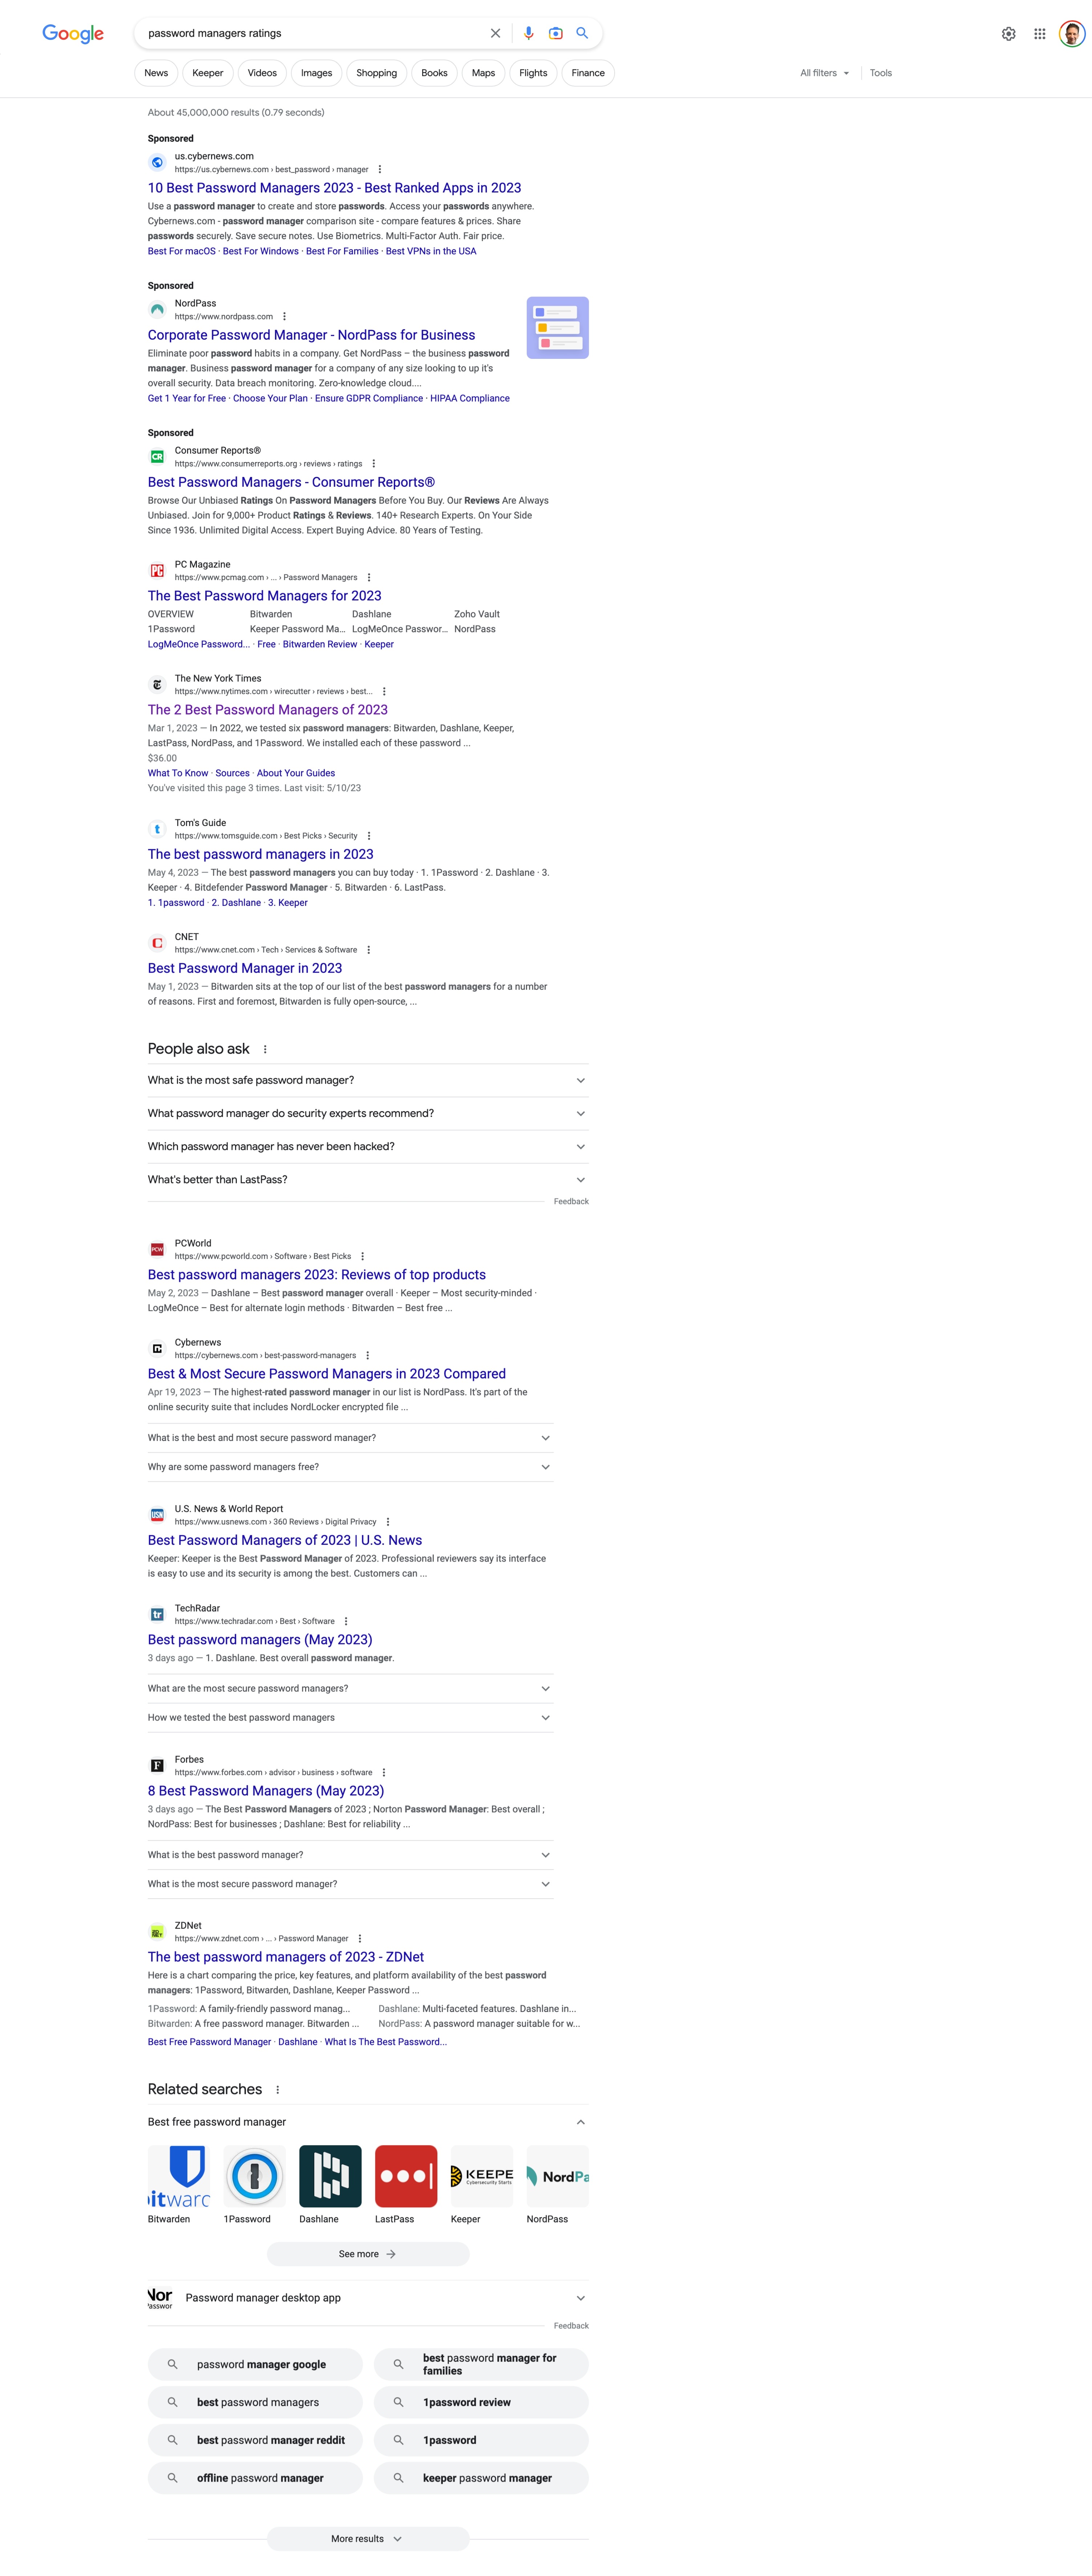 Google
password managers ratings
News
Keeper
Videos
Images
Shopping
Books
Maps
Flights
Finance
All filters
Tools
About 45,000,000 results (0.79 seconds)
Sponsored
us.cybernews.com
https://us.cybernews.com › best_password › manager
10 Best Password Managers 2023 - Best Ranked Apps in 2023
Use a password manager to create and store passwords. Access your passwords anywhere.
Cybernews.com - password manager comparison site - compare features & prices. Share
passwords securely. Save secure notes. Use Biometrics. Multi-Factor Auth. Fair price.
Best For macOS · Best For Windows · Best For Families · Best VPNs in the USA
Sponsored
NordPass
https://www.nordpass.com
Corporate Password Manager - NordPass for Business
Eliminate poor password habits in a company. Get NordPass – the business password
manager. Business password manager for a company of any size looking to up it's
overall security. Data breach monitoring. Zero-knowledge cloud....
Get 1 Year for Free · Choose Your Plan · Ensure GDPR Compliance · HIPAA Compliance
Sponsored
CR
Consumer Reports®
https://www.consumerreports.org › reviews › ratings
Best Password Managers - Consumer Reports®
Browse Our Unbiased Ratings On Password Managers Before You Buy. Our Reviews Are Always
Unbiased. Join for 9,000+ Product Ratings & Reviews. 140+ Research Experts. On Your Side
Since 1936. Unlimited Digital Access. Expert Buying Advice. 80 Years of Testing.
PC
PC Magazine
https://www.pcmag.com › ... › Password Managers
The Best Password Managers for 2023
OVERVIEW Bitwarden Dashlane Zoho Vault
1Password Keeper Password Ma... LogMeOnce Passwor... NordPass
LogMeOnce Password... · Free · Bitwarden Review · Keeper
The New York Times
https://www.nytimes.com › wirecutter › reviews › best...
The 2 Best Password Managers of 2023
Mar 1, 2023 — In 2022, we tested six password managers: Bitwarden, Dashlane, Keeper,
LastPass, NordPass, and 1Password. We installed each of these password ...
$36.00
What To Know · Sources · About Your Guides
You've visited this page 3 times. Last visit: 5/10/23
t
Tom's Guide
https://www.tomsguide.com › Best Picks › Security
The best password managers in 2023
May 4, 2023 — The best password managers you can buy today · 1. 1Password · 2. Dashlane · 3.
Keeper · 4. Bitdefender Password Manager · 5. Bitwarden · 6. LastPass.
1. 1password · 2. Dashlane · 3. Keeper
C
CNET
https://www.cnet.com › Tech › Services & Software
Best Password Manager in 2023
May 1, 2023 — Bitwarden sits at the top of our list of the best password managers for a number
of reasons. First and foremost, Bitwarden is fully open-source, ...
People also ask
What is the most safe password manager?
What password manager do security experts recommend?
Which password manager has never been hacked?
What's better than LastPass?
Feedback
PCW
PCWorld
https://www.pcworld.com › Software › Best Picks
Best password managers 2023: Reviews of top products
May 2, 2023 — Dashlane – Best password manager overall · Keeper – Most security-minded ·
LogMeOnce – Best for alternate login methods · Bitwarden – Best free ...
Cybernews
https://cybernews.com › best-password-managers
Best & Most Secure Password Managers in 2023 Compared
Apr 19, 2023 — The highest-rated password manager in our list is NordPass. It's part of the
online security suite that includes NordLocker encrypted file ...
What is the best and most secure password manager?
Why are some password managers free?
USN
U.S. News & World Report
https://www.usnews.com › 360 Reviews › Digital Privacy
Best Password Managers of 2023 | U.S. News
Keeper: Keeper is the Best Password Manager of 2023. Professional reviewers say its interface
is easy to use and its security is among the best. Customers can ...
tr
TechRadar
https://www.techradar.com › Best › Software
Best password managers (May 2023)
3 days ago — 1. Dashlane. Best overall password manager.
What are the most secure password managers?
How we tested the best password managers
F
Forbes
https://www.forbes.com › advisor › business › software
8 Best Password Managers (May 2023)
3 days ago — The Best Password Managers of 2023 ; Norton Password Manager: Best overall ;
NordPass: Best for businesses ; Dashlane: Best for reliability ...
What is the best password manager?
What is the most secure password manager?
ZDNet
https://www.zdnet.com › ... › Password Manager
The best password managers of 2023 - ZDNet
Here is a chart comparing the price, key features, and platform availability of the best password
managers: 1Password, Bitwarden, Dashlane, Keeper Password ...
1Password: A family-friendly password manag... Dashlane: Multi-faceted features. Dashlane in...
Bitwarden: A free password manager. Bitwarden ... NordPass: A password manager suitable for w...
Best Free Password Manager · Dashlane · What Is The Best Password...
Related searches
Best free password manager
itwarc
KEEPE
Cybersecurity Starts
NordPa
Bitwarden
1Password
Dashlane
LastPass
Keeper
NordPass
See more
Nor
Passwor
Password manager desktop app
Feedback
password manager google
best password manager for
families
best password managers
1password review
best password manager reddit
1password
offline password manager
keeper password manager
More results